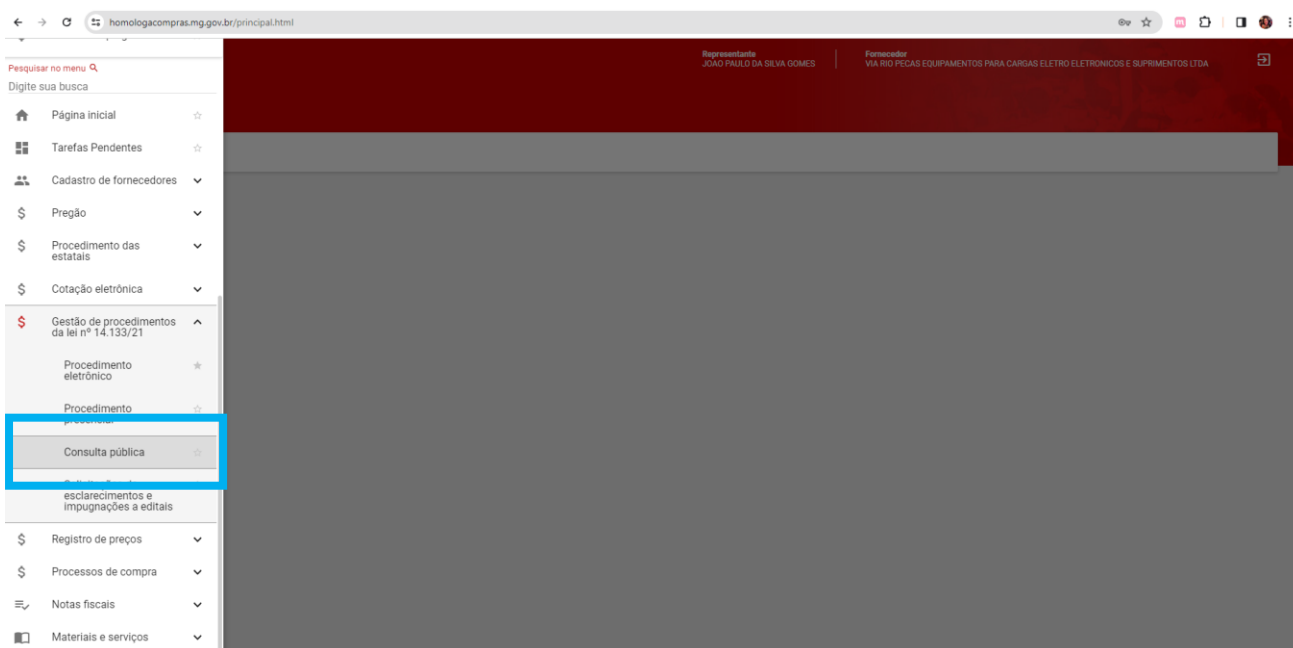 homologacompras.mg.gov.br/principal.html
Representante
JOAO PAULO DA SILVA GOMES
Fornecedor
VIA RIO PECAS EQUIPAMENTOS PARA CARGAS ELETRO ELETRONICOS E SUPRIMENTOS LTDA
Pesquisar no menu
Digite sua busca
Página inicial
Tarefas Pendentes
Cadastro de fornecedores
Pregão
Procedimento das
estatais
Cotação eletrônica
Gestão de procedimentos
da lei nº 14.133/21
Procedimento
eletrônico
Procedimento
Consulta pública
esclarecimentos e
impugnações a editais
Registro de preços
Processos de compra
Notas fiscais
Materiais e serviços